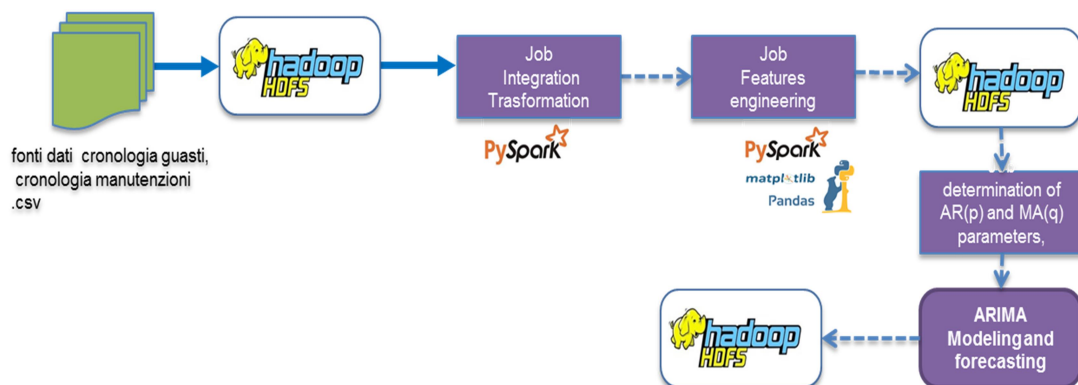 hadoop
HDFS
Job
Integration
Trasformation
PySpark
Job
Features
engineering
PySpark
matplotlib
Pandas
hadoop
HDFS
fonti dati cronologia guasti,
cronologia manutenzioni
.csv
determination of
AR(p) and MA(q)
parameters,
ARIMA
Modeling and
forecasting
hadoop
HDFS